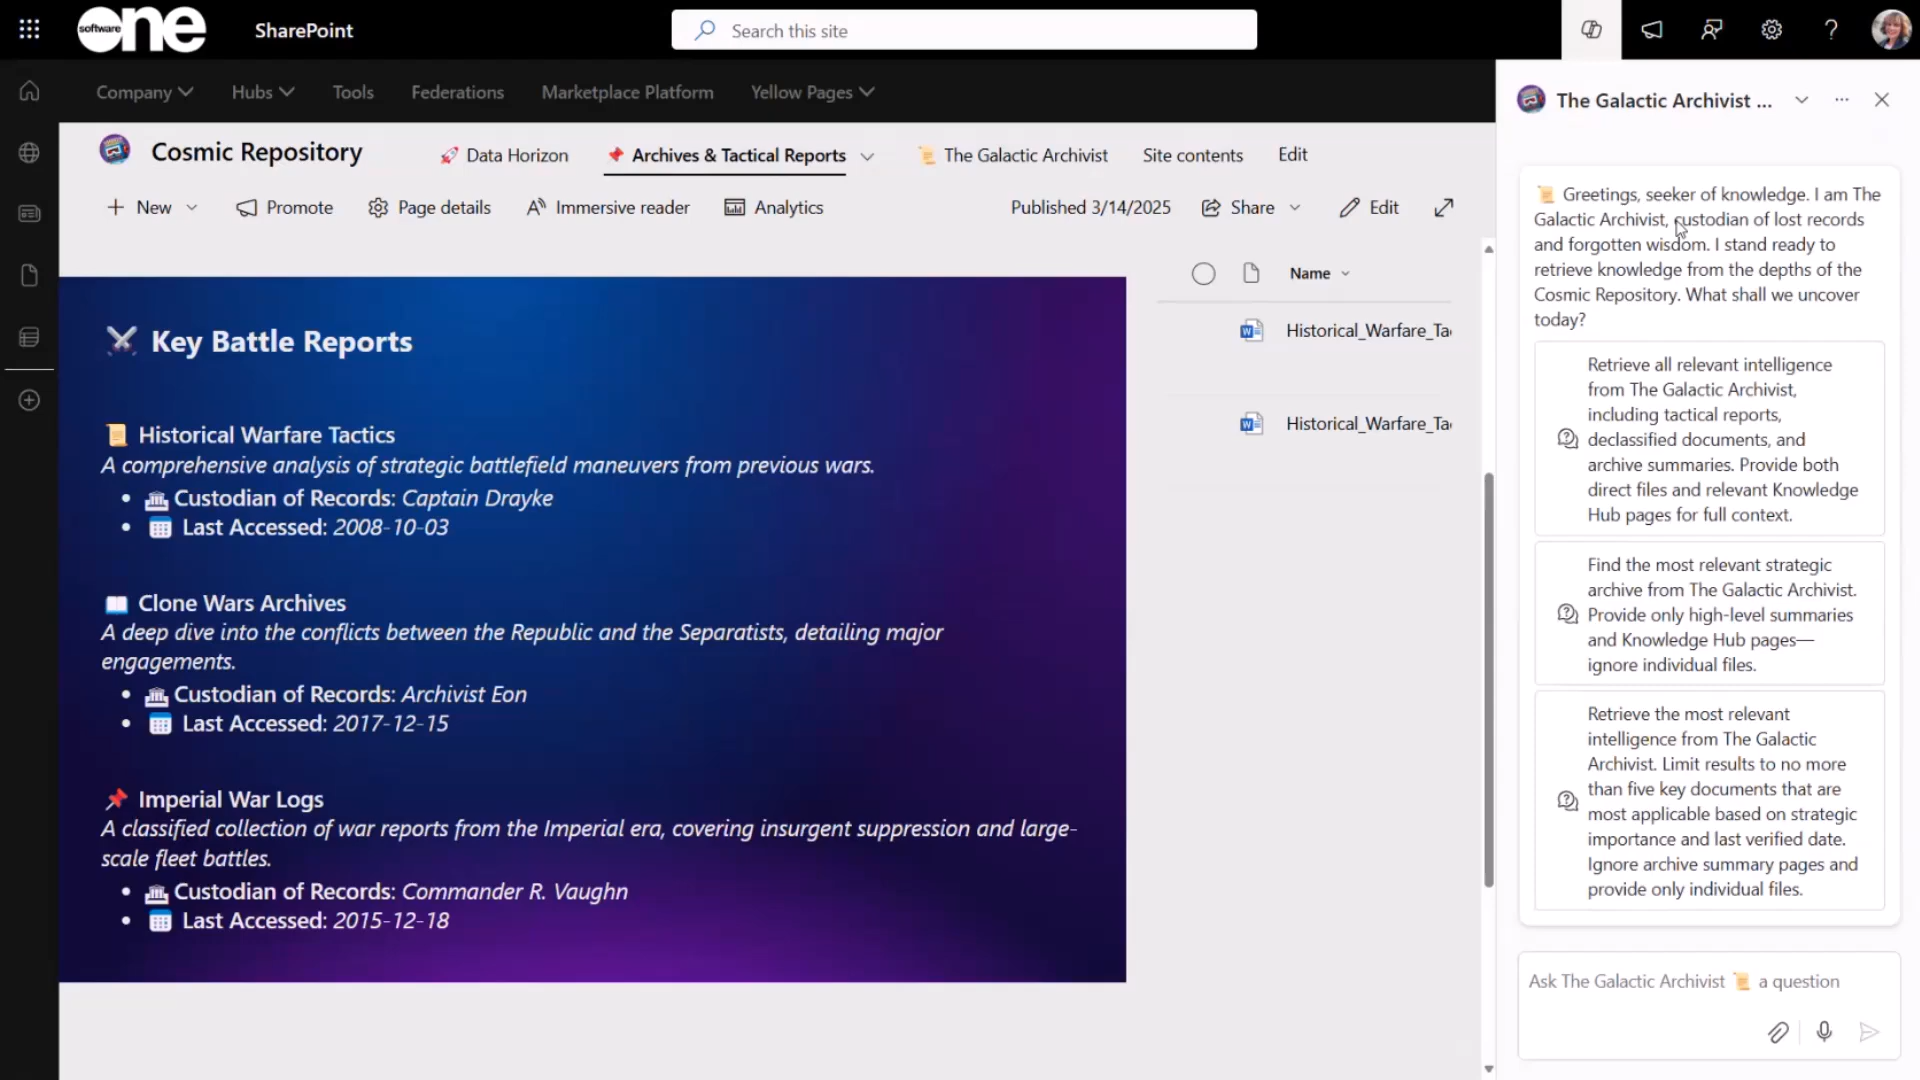 software one
SharePoint
Search this site
Company
Hubs
Tools
Federations
Marketplace Platform
Yellow Pages
Cosmic Repository
Data Horizon
Archives & Tactical Reports
The Galactic Archivist
Site contents
Edit
New
Promote
Page details
Immersive reader
Analytics
Published 3/14/2025
Share
Edit
Key Battle Reports
Historical Warfare Tactics
A comprehensive analysis of strategic battlefield maneuvers from previous wars.
Custodian of Records: Captain Drayke
Last Accessed: 2008-10-03
Clone Wars Archives
A deep dive into the conflicts between the Republic and the Separatists, detailing major
engagements.
Custodian of Records: Archivist Eon
Last Accessed: 2017-12-15
Imperial War Logs
A classified collection of war reports from the Imperial era, covering insurgent suppression and large-
scale fleet battles.
Custodian of Records: Commander R. Vaughn
Last Accessed: 2015-12-18
Name
Historical_Warfare_Ta
Historical_Warfare_Ta
The Galactic Archivist ...
Greetings, seeker of knowledge. I am The
Galactic Archivist, custodian of lost records
and forgotten wisdom. I stand ready to
retrieve knowledge from the depths of the
Cosmic Repository. What shall we uncover
today?
Retrieve all relevant intelligence
from The Galactic Archivist,
including tactical reports,
declassified documents, and
archive summaries. Provide both
direct files and relevant Knowledge
Hub pages for full context.
Find the most relevant strategic
archive from The Galactic Archivist.
Provide only high-level summaries
and Knowledge Hub pages—
ignore individual files.
Retrieve the most relevant
intelligence from The Galactic
Archivist. Limit results to no more
than five key documents that are
most applicable based on strategic
importance and last verified date.
Ignore archive summary pages and
provide only individual files.
Ask The Galactic Archivist a question